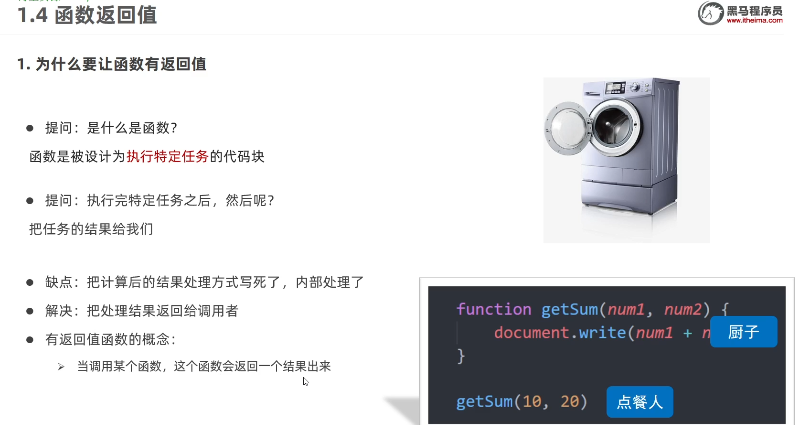 1.4 函数返回值
黑马程序员
www.itheima.com
1. 为什么要让函数有返回值
提问：是什么是函数？
函数是被设计为执行特定任务的代码块
提问：执行完特定任务之后，然后呢？
把任务的结果给我们
缺点：把计算后的结果处理方式写死了，内部处理了
解决：把处理结果返回给调用者
有返回值函数的概念：
当调用某个函数，这个函数会返回一个结果出来
function getSum(num1, num2) {
document.write(num1 + n
厨子
}
getSum(10, 20)
点餐人